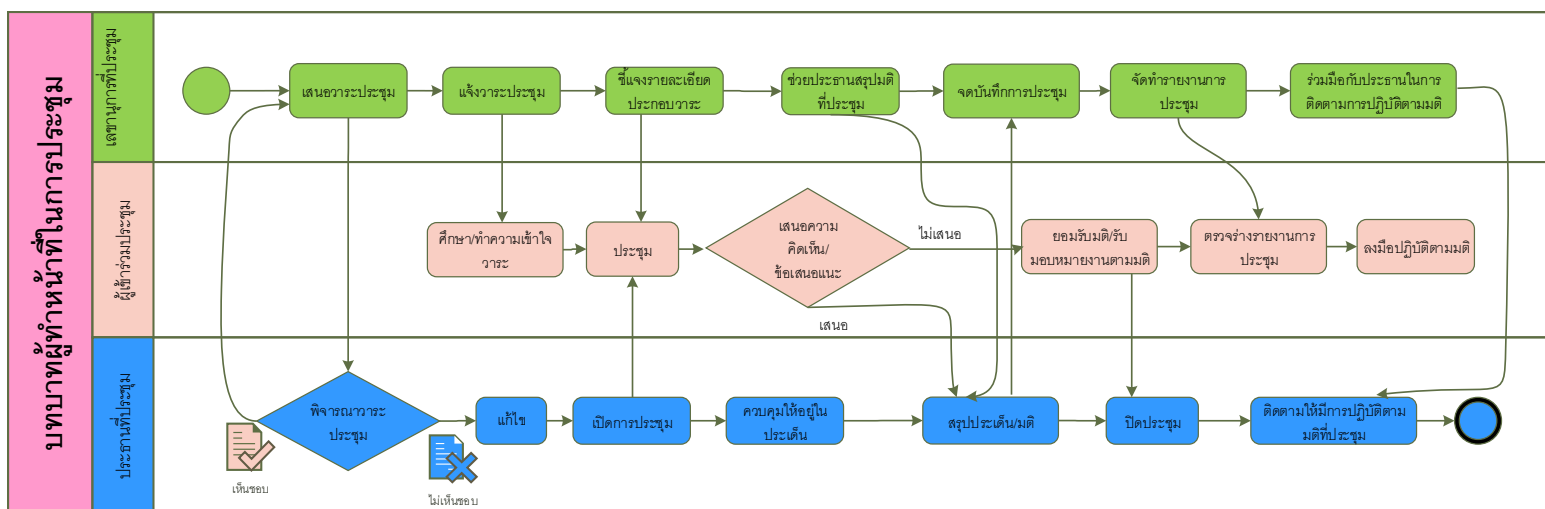 บทบาทผู้ทำหน้าที่ในการประชุม
เลขานุการที่ประชุม
เสนอวาระประชุม
แจ้งวาระประชุม
ชี้แจงรายละเอียด
ประกอบวาระ
ช่วยประธานสรุปมติ
ที่ประชุม
จดบันทึกการประชุม
จัดทำรายงานการ
ประชุม
ร่วมมือกับประธานในการ
ติดตามการปฏิบัติตามมติ
ผู้เข้าร่วมประชุม
ศึกษา/ทำความเข้าใจ
วาระ
ประชุม
เสนอความ
คิดเห็น/
ข้อเสนอแนะ
ไม่เสนอ
เสนอ
ยอมรับมติ/รับ
มอบหมายงานตามมติ
ตรวจร่างรายงานการ
ประชุม
ลงมือปฏิบัติตามมติ
ประธานที่ประชุม
พิจารณาวาระ
ประชุม
เห็นชอบ
ไม่เห็นชอบ
แก้ไข
เปิดการประชุม
ควบคุมให้อยู่ใน
ประเด็น
สรุปประเด็น/มติ
ปิดประชุม
ติดตามให้มีการปฏิบัติตาม
มติที่ประชุม